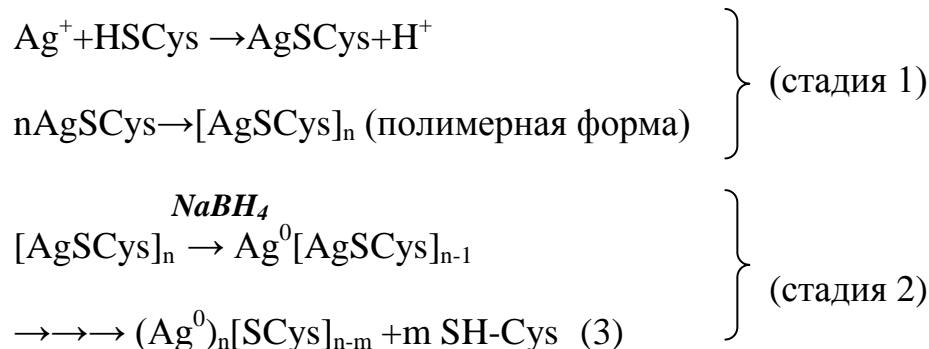 Ag⁺+HSCys →AgSCys+H⁺
(стадия 1)
nAgSCys→[AgSCys]ₙ (полимерная форма)
NaBH₄
[AgSCys]ₙ → Ag⁰[AgSCys]ₙ₋₁
(стадия 2)
→→→ (Ag⁰)ₙ[SCys]ₙ₋ₘ +m SH-Cys (3)